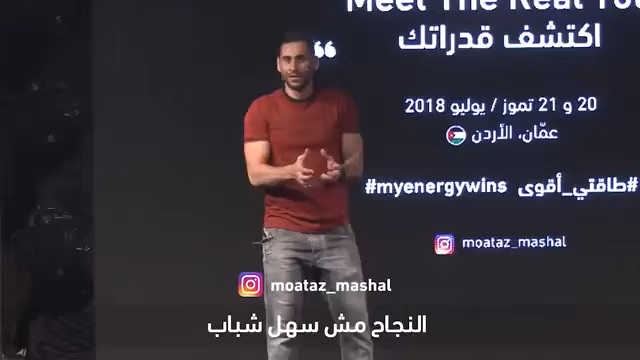 Meet The Real You
اكتشف قدراتك
20 و 21 تموز / يوليو 2018
عمّان، الأردن
#myenergywins #طاقتي_أقوى
moataz_mashal
moataz_mashal
النجاح مش سهل شباب